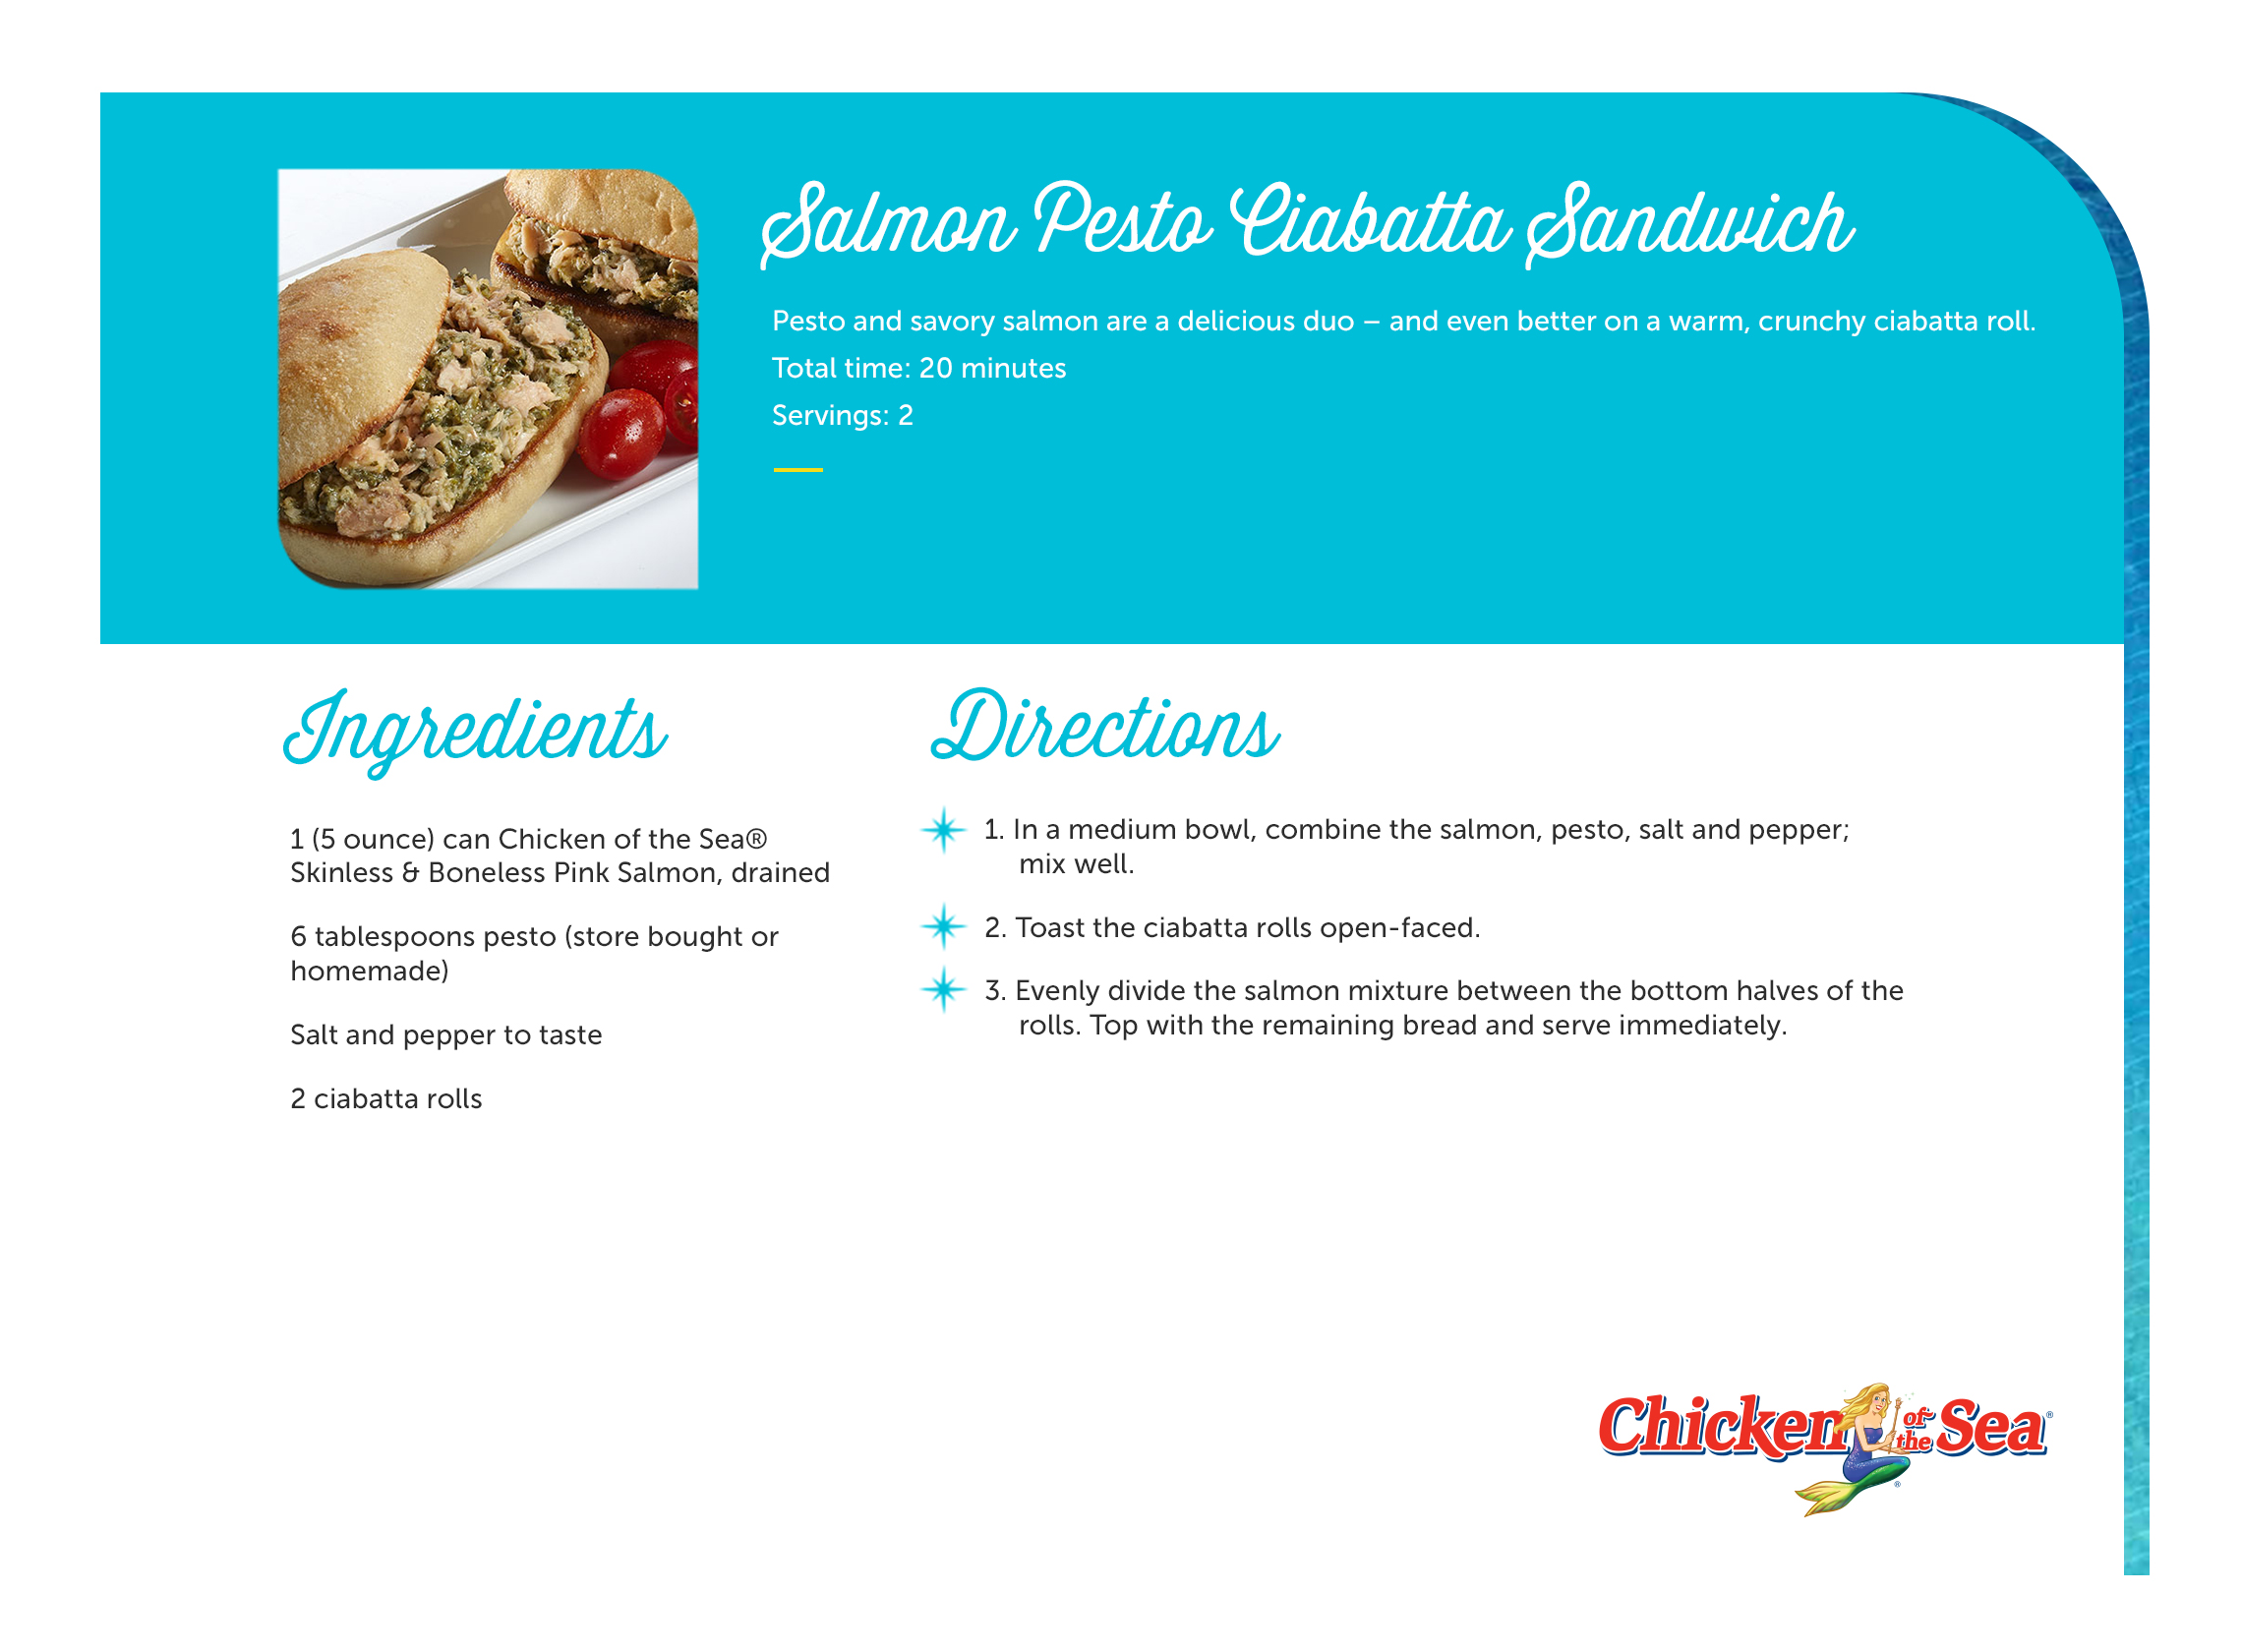 Salmon Pesto Ciabatta Sandwich
Pesto and savory salmon are a delicious duo – and even better on a warm, crunchy ciabatta roll.
Total time: 20 minutes
Servings: 2
Ingredients
1 (5 ounce) can Chicken of the Sea®
Skinless & Boneless Pink Salmon, drained
6 tablespoons pesto (store bought or
homemade)
Salt and pepper to taste
2 ciabatta rolls
Directions
1. In a medium bowl, combine the salmon, pesto, salt and pepper;
mix well.
2. Toast the ciabatta rolls open-faced.
3. Evenly divide the salmon mixture between the bottom halves of the
rolls. Top with the remaining bread and serve immediately.
Chicken of the Sea®
®